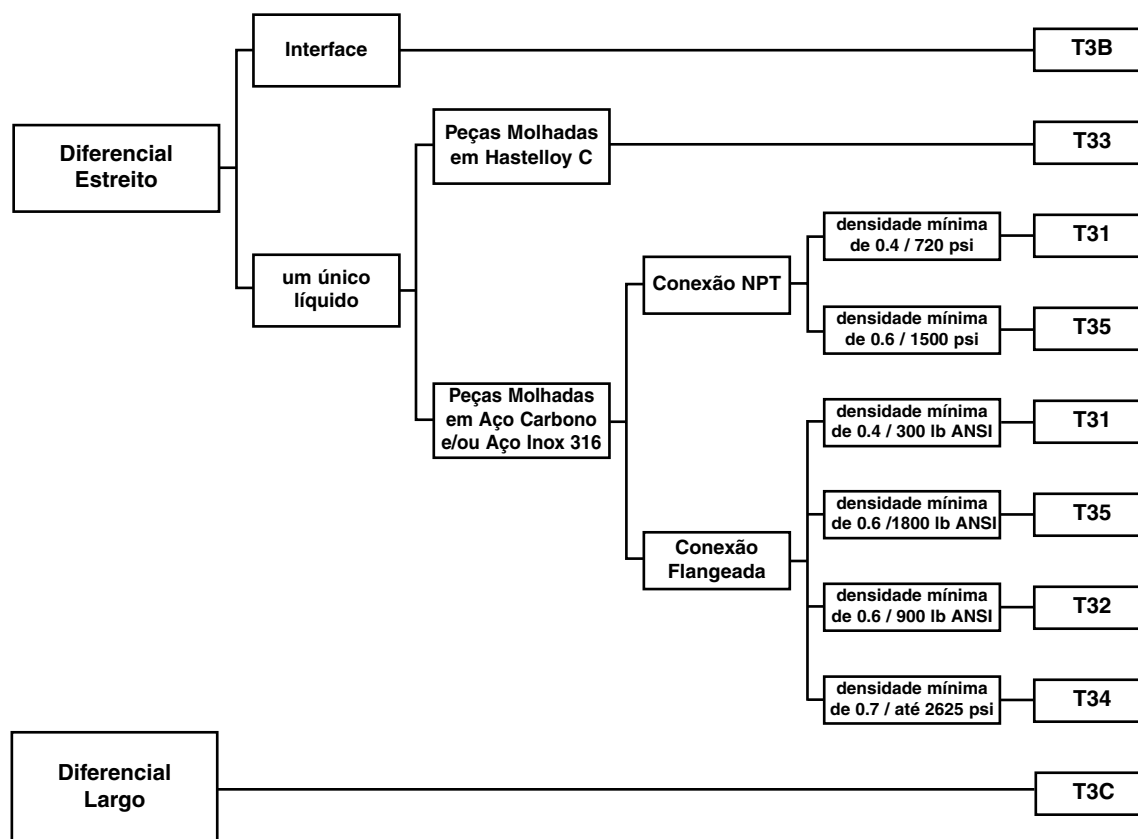 Interface
T3B
Diferencial
Estreito
Peças Molhadas
em Hastelloy C
T33
um único
líquido
Conexão NPT
densidade mínima
de 0.4 / 720 psi
T31
densidade mínima
de 0.6 / 1500 psi
T35
Peças Molhadas
em Aço Carbono
e/ou Aço Inox 316
densidade mínima
de 0.4 / 300 lb ANSI
T31
densidade mínima
de 0.6 /1800 lb ANSI
T35
Conexão
Flangeada
densidade mínima
de 0.6 / 900 lb ANSI
T32
densidade mínima
de 0.7 / até 2625 psi
T34
Diferencial
Largo
T3C